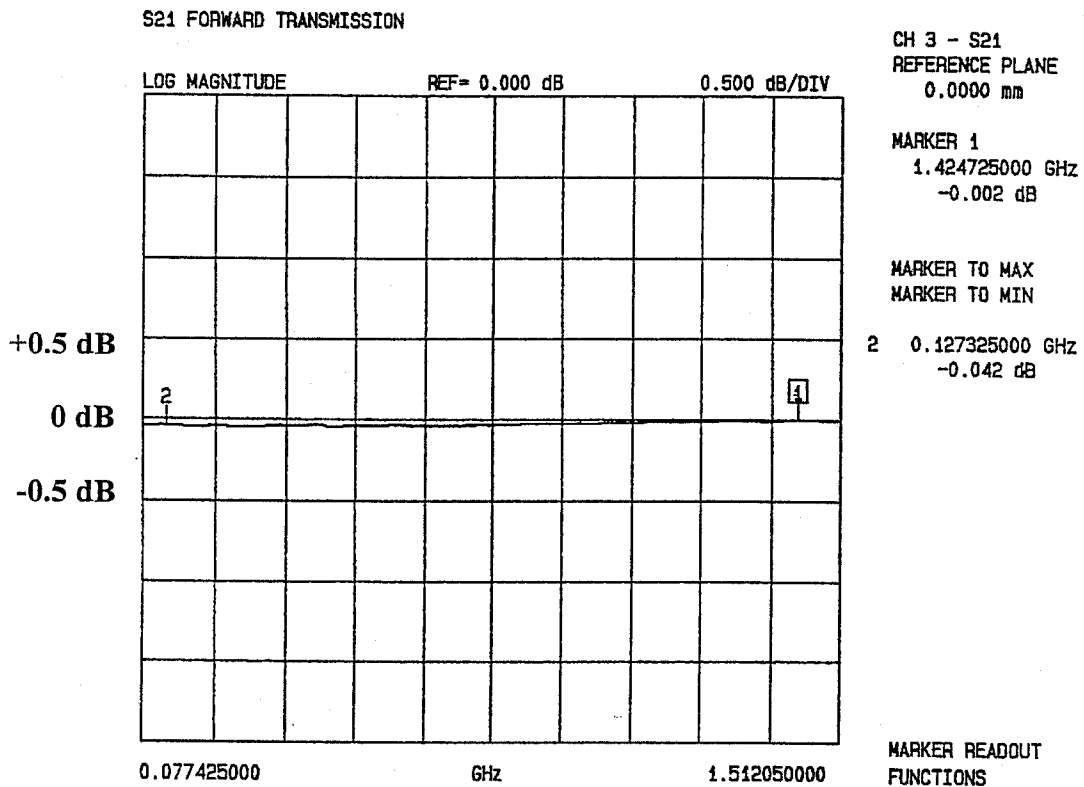 S21 FORWARD TRANSMISSION
LOG MAGNITUDE REF= 0.000 dB 0.500 dB/DIV
CH 3 - S21
REFERENCE PLANE
0.0000 mm
MARKER 1
1.424725000 GHz
-0.002 dB
MARKER TO MAX
MARKER TO MIN
2 0.127325000 GHz
-0.042 dB
+0.5 dB
0 dB
-0.5 dB
2
1
0.077425000 GHz 1.512050000
MARKER READOUT
FUNCTIONS